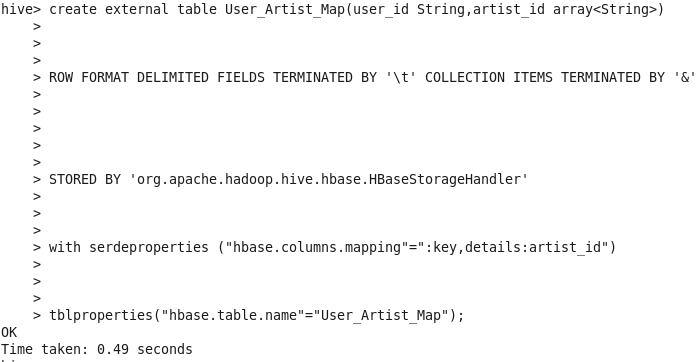 hive> create external table User_Artist_Map(user_id String,artist_id array<String>)
>
>
>
> ROW FORMAT DELIMITED FIELDS TERMINATED BY '\t' COLLECTION ITEMS TERMINATED BY '&'
>
>
>
>
>
> STORED BY 'org.apache.hadoop.hive.hbase.HBaseStorageHandler'
>
>
>
> with serdeproperties ("hbase.columns.mapping"=":key,details:artist_id")
>
>
>
> tblproperties("hbase.table.name"="User_Artist_Map");
OK
Time taken: 0.49 seconds